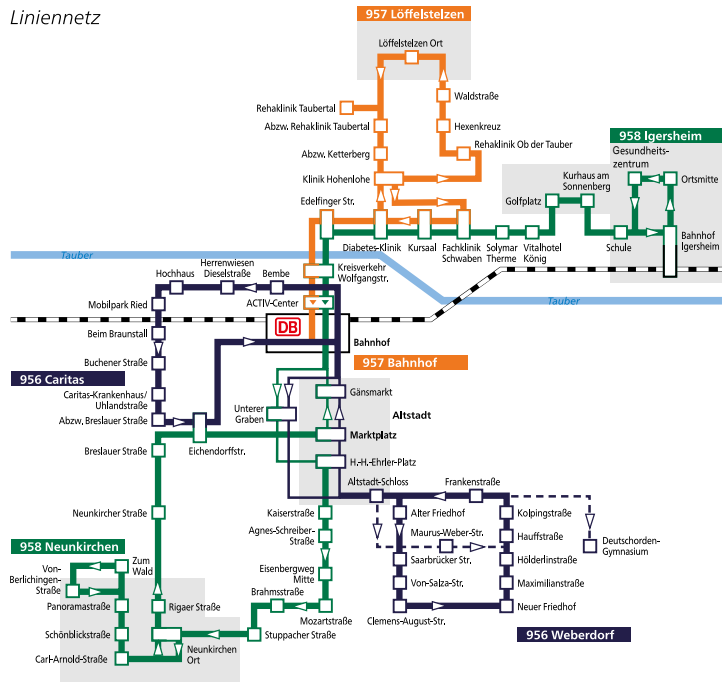 Liniennetz
957 Löffelstelzen
Löffelstelzen Ort
Waldstraße
Rehaklinik Taubertal
Abzw. Rehaklinik Taubertal
Hexenkreuz
Rehaklinik Ob der Tauber
Abzw. Ketterberg
Klinik Hohenlohe
Edelfinger Str.
958 Igersheim
Gesundheits-
zentrum
Ortsmitte
Kurhaus am
Sonnenberg
Golfplatz
Diabetes-Klinik
Kursaal
Fachklinik
Schwaben
Solymar
Therme
Vitalhotel
König
Schule
Bahnhof
Igersheim
Tauber
Tauber
Kreisverkehr
Wolfgangstr.
Herrenwiesen
Dieselstraße
Hochhaus
Bembe
ACTIV-Center
Mobilpark Ried
DB
Beim Braunstall
Bahnhof
Buchener Straße
957 Bahnhof
956 Caritas
Caritas-Krankenhaus/
Uhlandstraße
Gänsmarkt
Unterer
Graben
Altstadt
Abzw. Breslauer Straße
Marktplatz
Breslauer Straße
Eichendorffstr.
H.-H.-Ehrler-Platz
Altstadt-Schloss
Frankenstraße
Neunkircher Straße
Kaiserstraße
Alter Friedhof
Kolpingstraße
Agnes-Schreiber-
Straße
Maurus-Weber-Str.
Hauffstraße
Deutschorden-
Gymnasium
958 Neunkirchen
Saarbrücker Str.
Hölderlinstraße
Zum
Wald
Von-
Berlichingen-
Straße
Eisenbergweg
Mitte
Von-Salza-Str.
Maximilianstraße
Brahmsstraße
Panoramastraße
Rigaer Straße
Mozartstraße
Clemens-August-Str.
Neuer Friedhof
Schönblickstraße
Stuppacher Straße
956 Weberdorf
Neunkirchen
Ort
Carl-Arnold-Straße